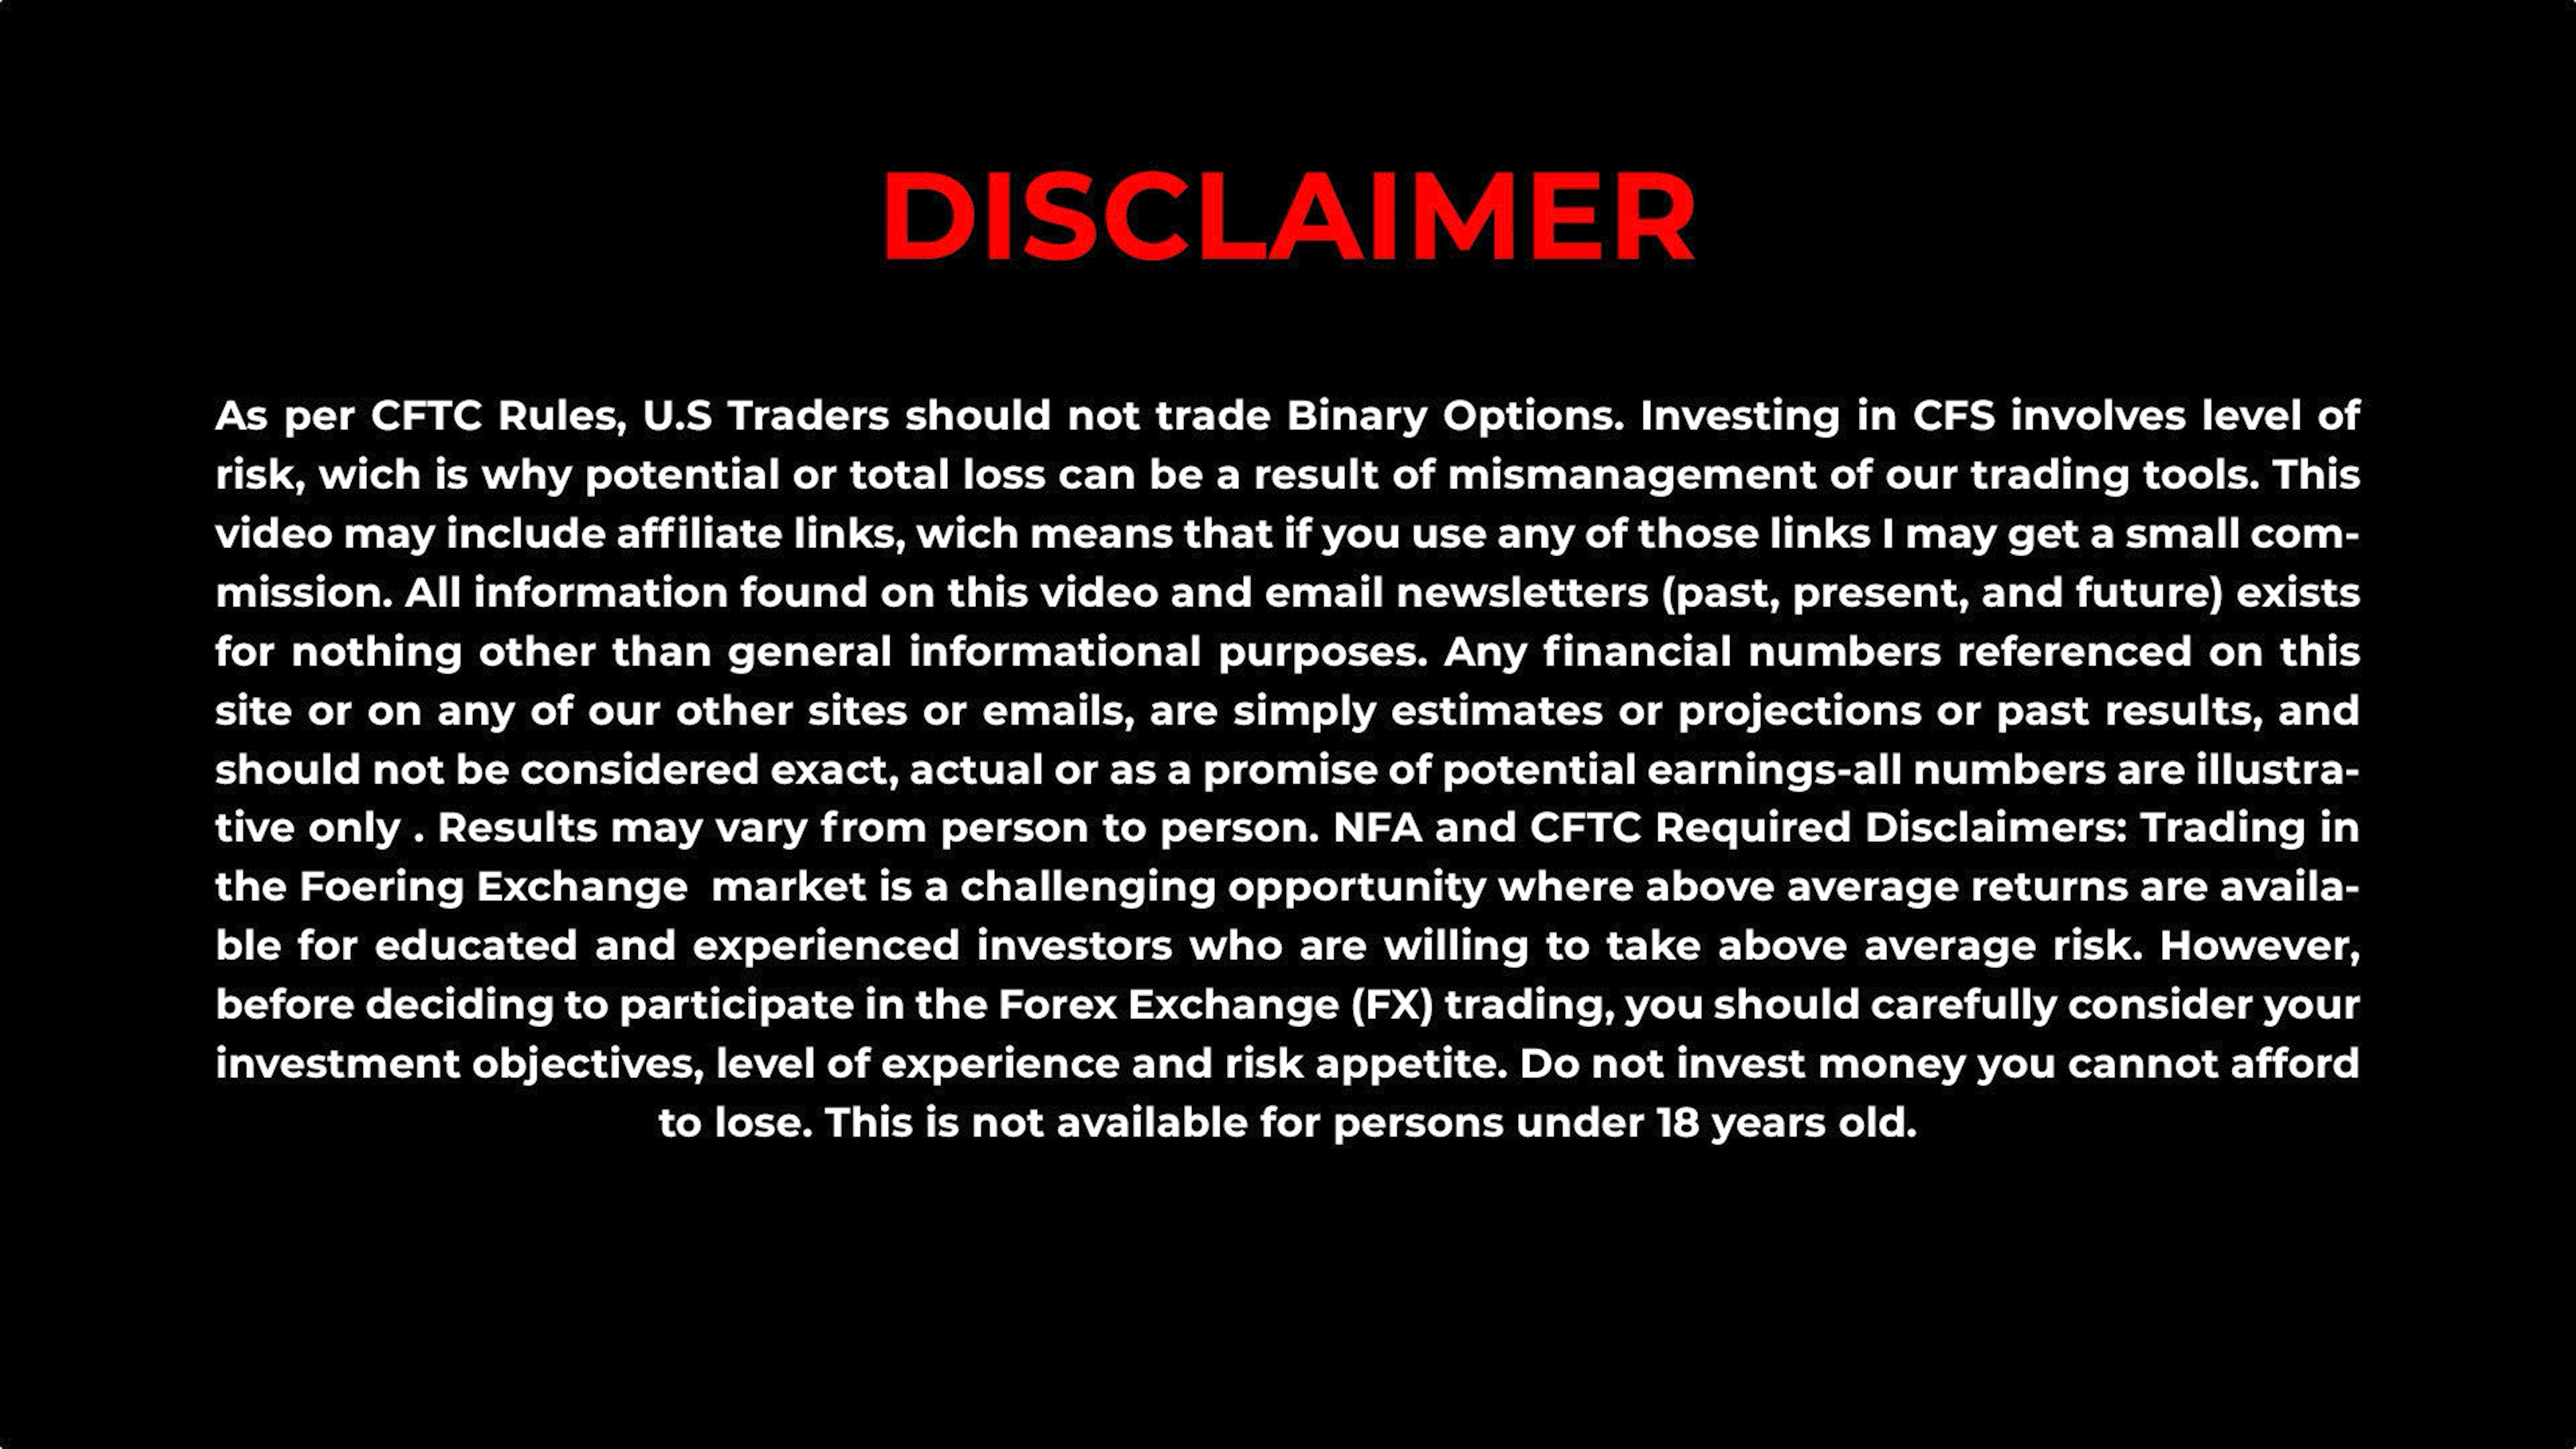 DISCLAIMER
As per CFTC Rules, U.S Traders should not trade Binary Options. Investing in CFS involves level of
risk, wich is why potential or total loss can be a result of mismanagement of our trading tools. This
video may include affiliate links, wich means that if you use any of those links I may get a small com-
mission. All information found on this video and email newsletters (past, present, and future) exists
for nothing other than general informational purposes. Any financial numbers referenced on this
site or on any of our other sites or emails, are simply estimates or projections or past results, and
should not be considered exact, actual or as a promise of potential earnings-all numbers are illustra-
tive only . Results may vary from person to person. NFA and CFTC Required Disclaimers: Trading in
the Foering Exchange  market is a challenging opportunity where above average returns are availa-
ble for educated and experienced investors who are willing to take above average risk. However,
before deciding to participate in the Forex Exchange (FX) trading, you should carefully consider your
investment objectives, level of experience and risk appetite. Do not invest money you cannot afford
to lose. This is not available for persons under 18 years old.